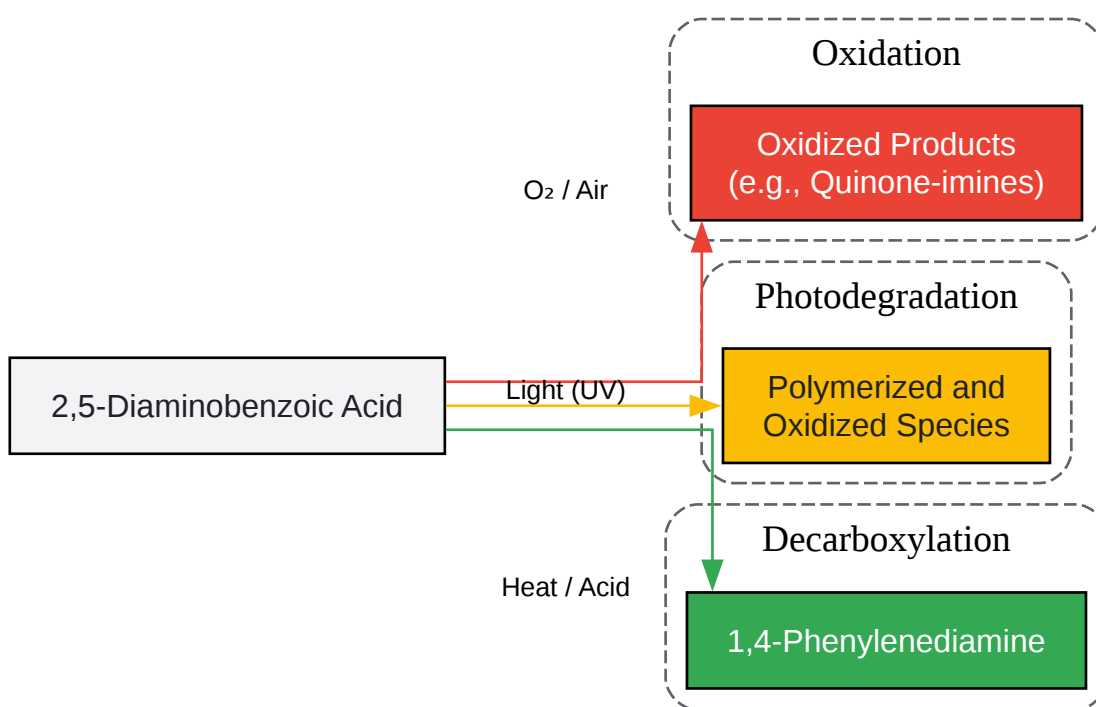 Oxidation
Oxidized Products
(e.g., Quinone-imines)
O₂ / Air
Photodegradation
Light (UV)
2,5-Diaminobenzoic Acid
Polymerized and
Oxidized Species
Decarboxylation
Heat / Acid
1,4-Phenylenediamine